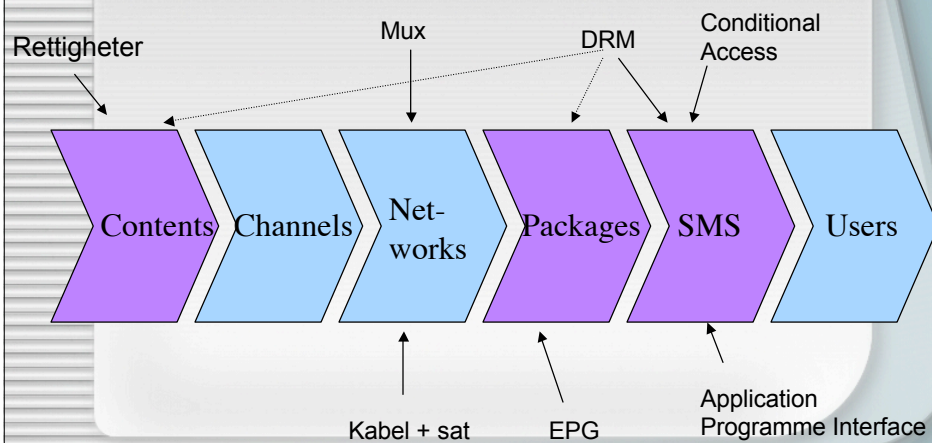 Rettigheter
Mux
DRM
Conditional
Access
Contents
Channels
Net-
works
Packages
SMS
Users
Kabel + sat
EPG
Application
Programme Interface